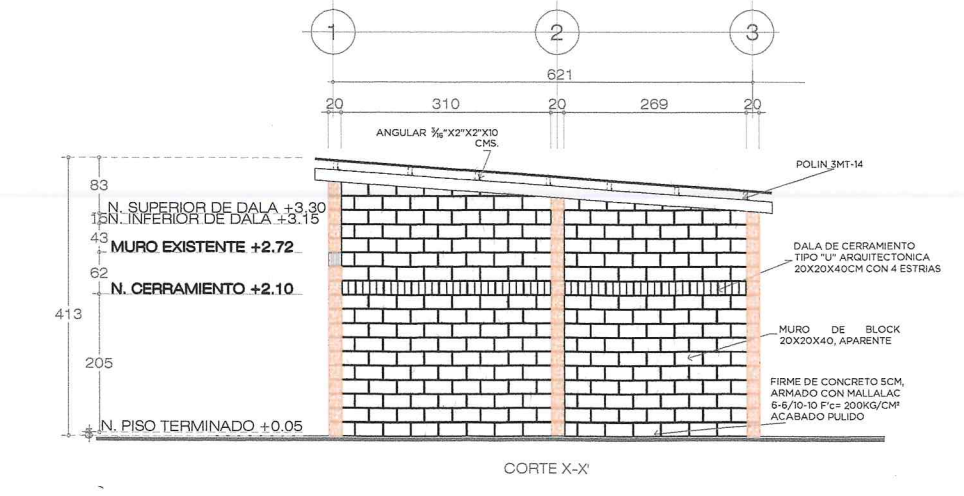 1 2 3
621
20 310 20 269 20
ANGULAR 3/16"X2"X2"X10
CMS.
POLIN 3MT-14
83
N. SUPERIOR DE DALA +3.30
15 N. INFERIOR DE DALA +3.15
43
MURO EXISTENTE +2.72
DALA DE CERRAMIENTO
TIPO "U" ARQUITECTONICA
20X20X40CM CON 4 ESTRIAS
62
N. CERRAMIENTO +2.10
413
MURO DE BLOCK
20X20X40, APARENTE
205
FIRME DE CONCRETO 5CM,
ARMADO CON MALLALAC
6-6/10-10 F'c= 200KG/CM²
ACABADO PULIDO
N. PISO TERMINADO +0.05
CORTE X-X'